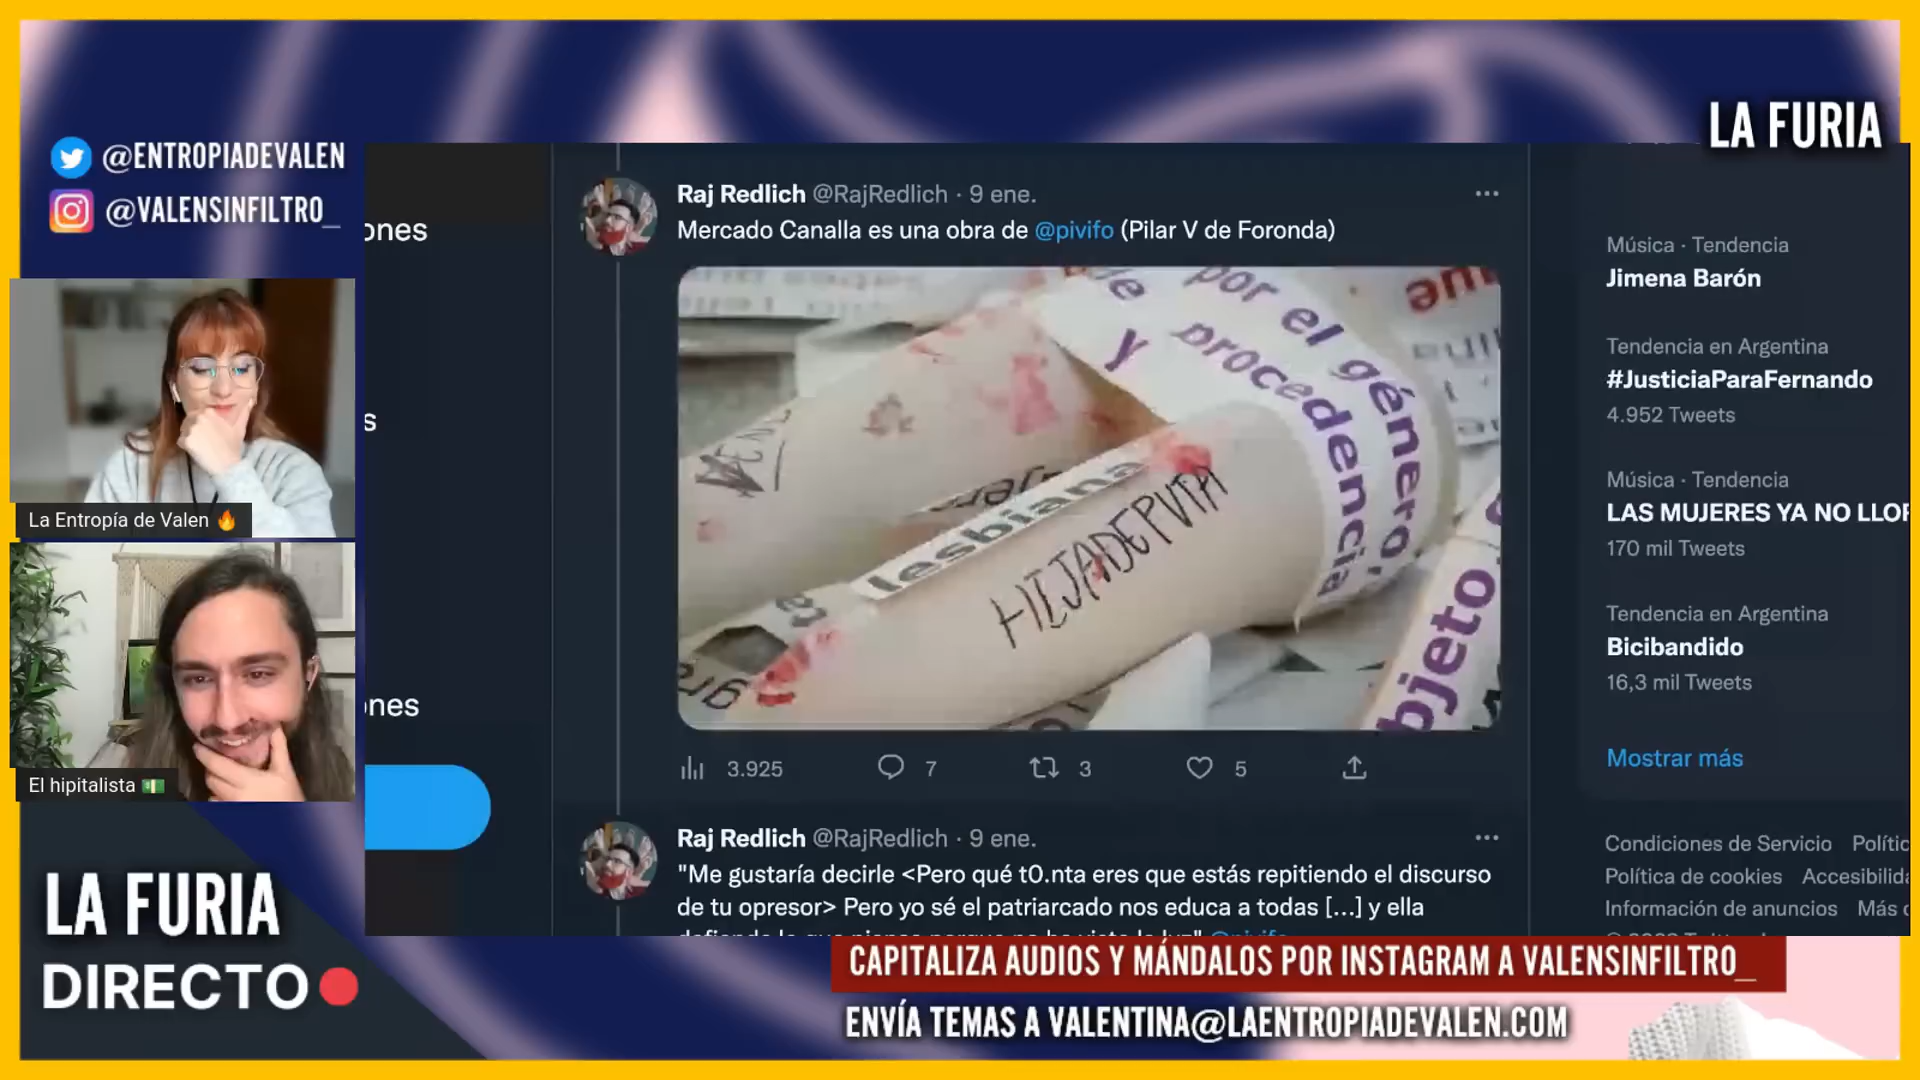 LA FURIA
@ENTROPIADEVALEN
@VALENSINFILTRO_
ones
s
ones
La Entropía de Valen
El hipitalista
LA FURIA
DIRECTO
Raj Redlich @RajRedlich · 9 ene.
Mercado Canalla es una obra de @pivifo (Pilar V de Foronda)
por el género,
y procedencia
lesbiana
HIJADEPUTA
bjeto
3.925 7 3 5
Raj Redlich @RajRedlich · 9 ene.
"Me gustaría decirle <Pero qué t0.nta eres que estás repitiendo el discurso
de tu opresor> Pero yo sé el patriarcado nos educa a todas [...] y ella
Música · Tendencia
Jimena Barón
Tendencia en Argentina
#JusticiaParaFernando
4.952 Tweets
Música · Tendencia
LAS MUJERES YA NO LLOR
170 mil Tweets
Tendencia en Argentina
Bicibandido
16,3 mil Tweets
Mostrar más
Condiciones de Servicio Polític
Política de cookies Accesibilida
Información de anuncios Más
CAPITALIZA AUDIOS Y MÁNDALOS POR INSTAGRAM A VALENSINFILTRO_
ENVÍA TEMAS A VALENTINA@LAENTROPIADEVALEN.COM